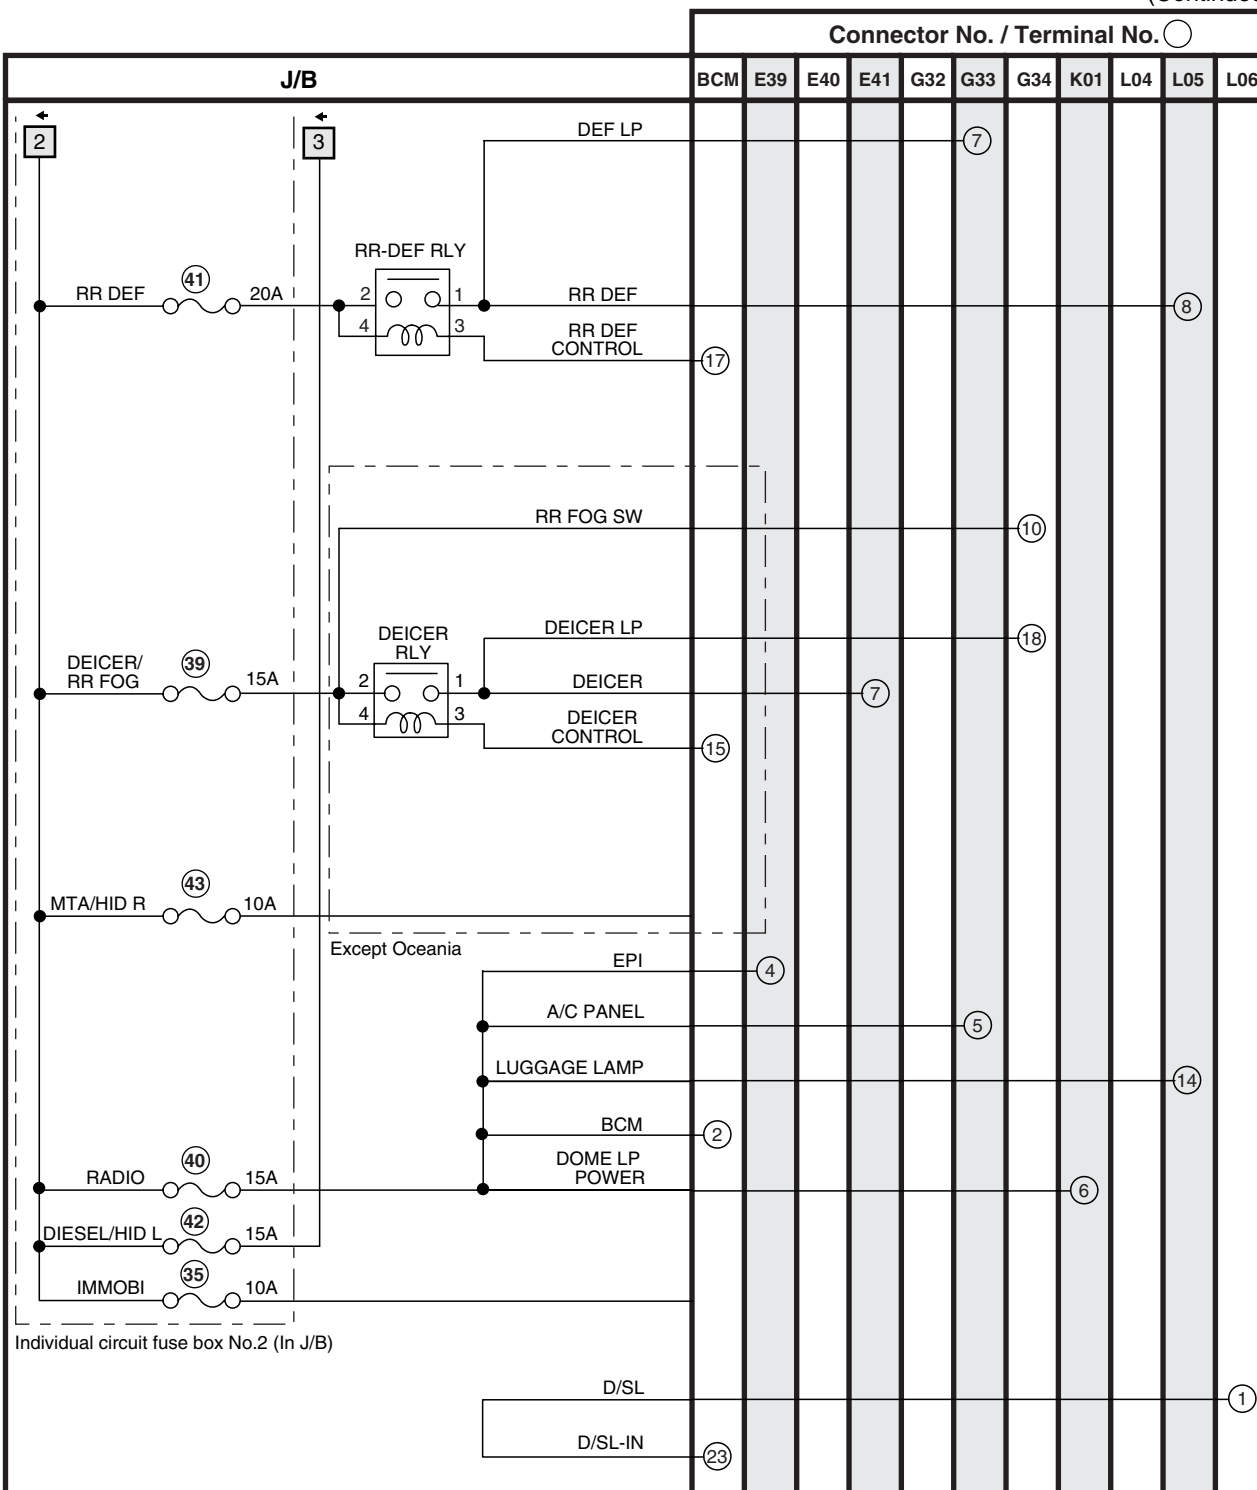 Connector No. / Terminal No.
J/B
BCM E39 E40 E41 G32 G33 G34 K01 L04 L05 L06
2 3
DEF LP 7
RR-DEF RLY
RR DEF 41 20A 2 1 RR DEF 8
4 3 RR DEF
CONTROL 17
RR FOG SW 10
DEICER LP 18
DEICER
RLY
DEICER/
RR FOG 39 15A 2 1 DEICER 7
4 3 DEICER
CONTROL 15
MTA/HID R 43 10A
Except Oceania
EPI 4
A/C PANEL 5
LUGGAGE LAMP 14
BCM 2
DOME LP
POWER 6
RADIO 40 15A
DIESEL/HID L 42 15A
IMMOBI 35 10A
Individual circuit fuse box No.2 (In J/B)
D/SL 1
D/SL-IN 23